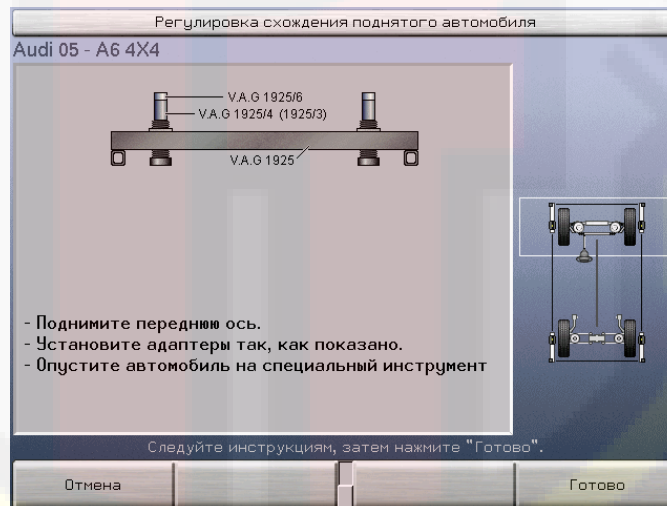 Регулировка схождения поднятого автомобиля
Audi 05 - A6 4X4
V.A.G 1925/6
V.A.G 1925/4 (1925/3)
V.A.G 1925
- Поднимите переднюю ось.
- Установите адаптеры так, как показано.
- Опустите автомобиль на специальный инструмент
Следуйте инструкциям, затем нажмите "Готово".
Отмена
Готово